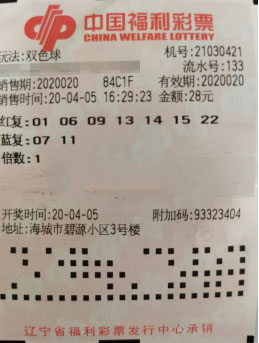 中国福利彩票
CHINA WELFARE LOTTERY
玩法:双色球 机号:21030421
流水号:133
销售期:2020020 84C1F 有效期:2020020
销售时间:20-04-05 16:29:23 金额:28元
红复:01 06 09 13 14 15 22
蓝复:07 11
倍数:1
开奖时间:20-04-05 附加码:93323404
地址:海城市碧源小区3号楼
辽宁省福利彩票发行中心承销